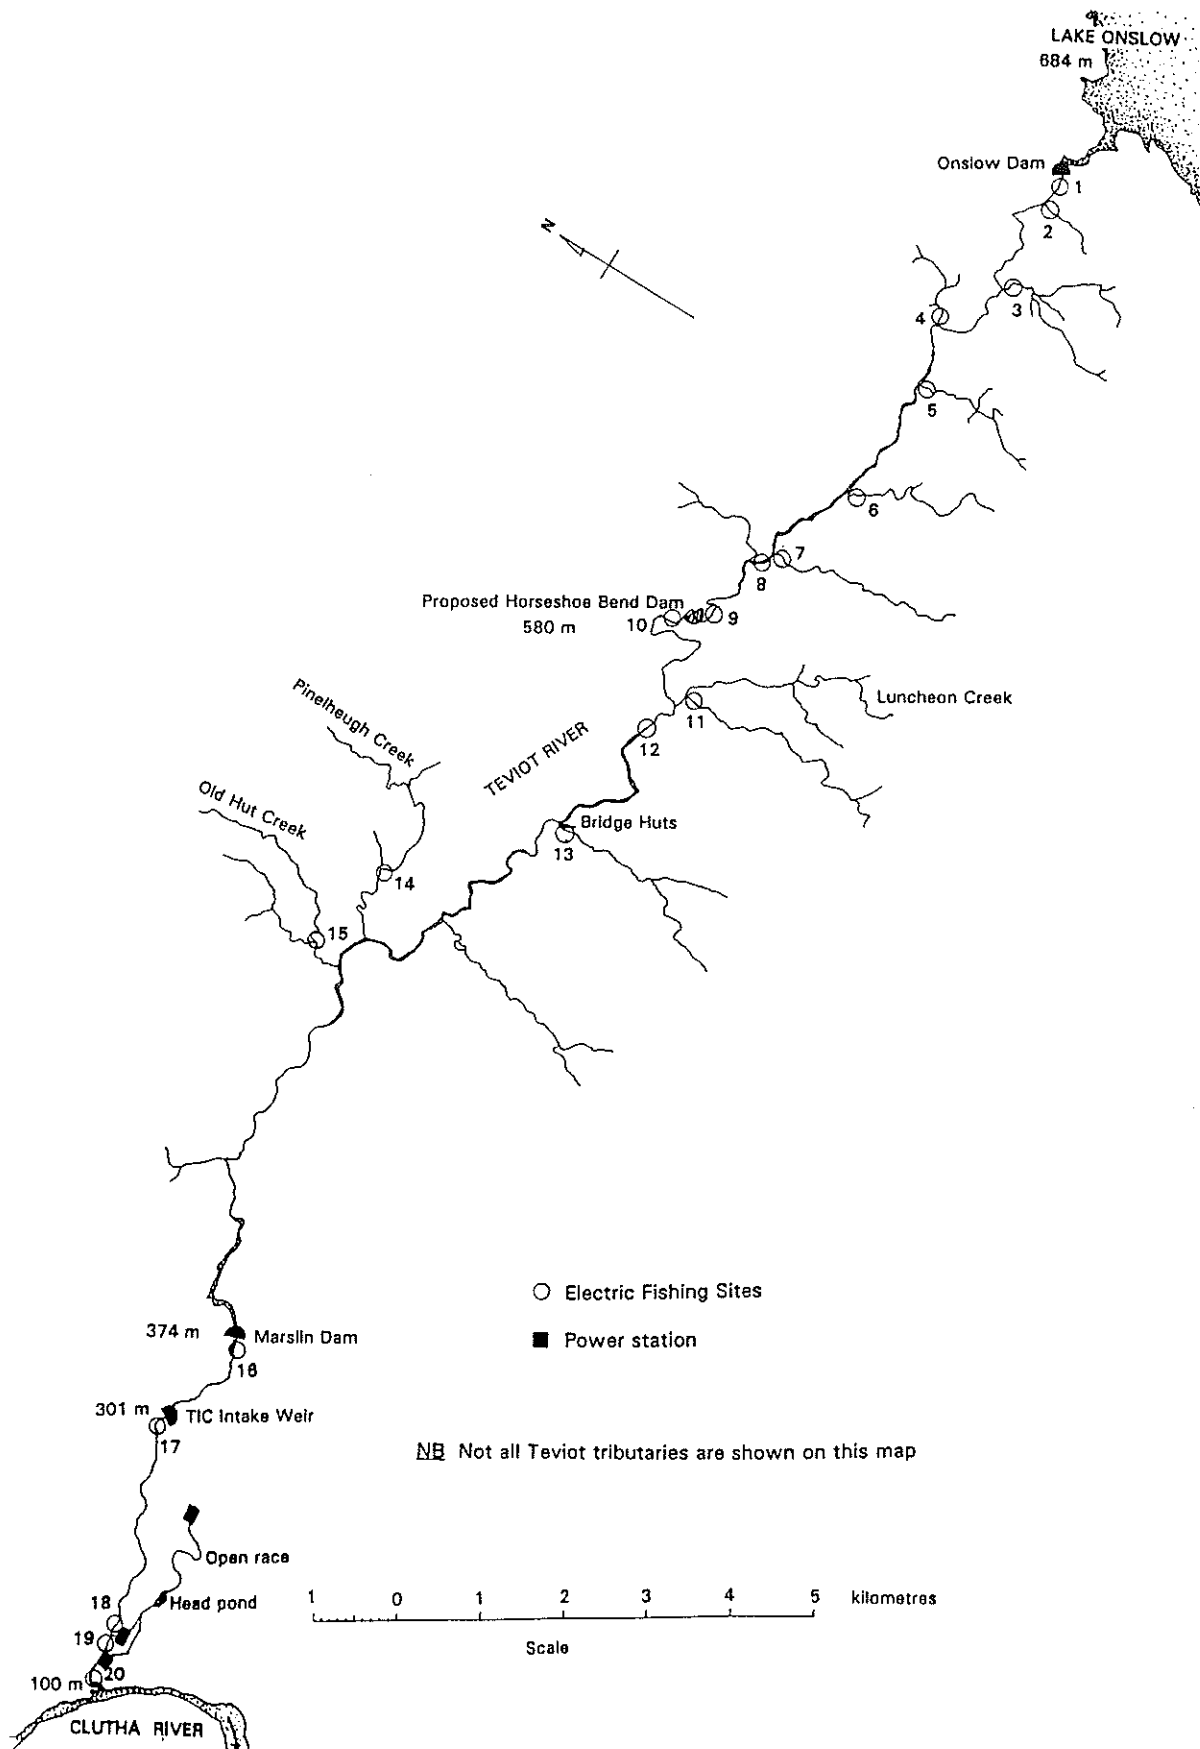 LAKE ONSLOW
684 m
Onslow Dam
1
2
N
3
4
5
6
7
8
Proposed Horseshoe Bend Dam
580 m
9
10
Luncheon Creek
11
12
Pinelheugh Creek
TEVIOT RIVER
Old Hut Creek
Bridge Huts
13
14
15
Electric Fishing Sites
374 m
Marslin Dam
Power station
16
301 m
TIC Intake Weir
17
NB Not all Teviot tributaries are shown on this map
Open race
18
Head pond
1 0 1 2 3 4 5 kilometres
19
Scale
20
100 m
CLUTHA RIVER